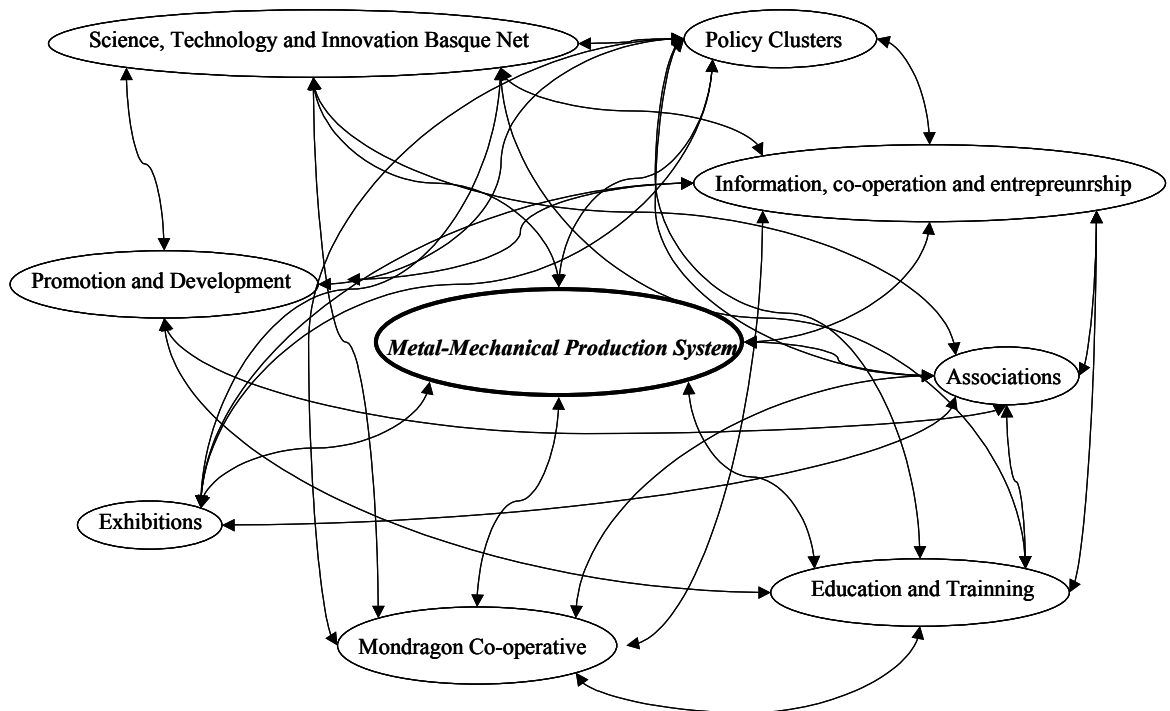 Science, Technology and Innovation Basque Net
Policy Clusters
Information, co-operation and entrepreunrship
Promotion and Development
Metal-Mechanical Production System
Associations
Exhibitions
Education and Trainning
Mondragon Co-operative